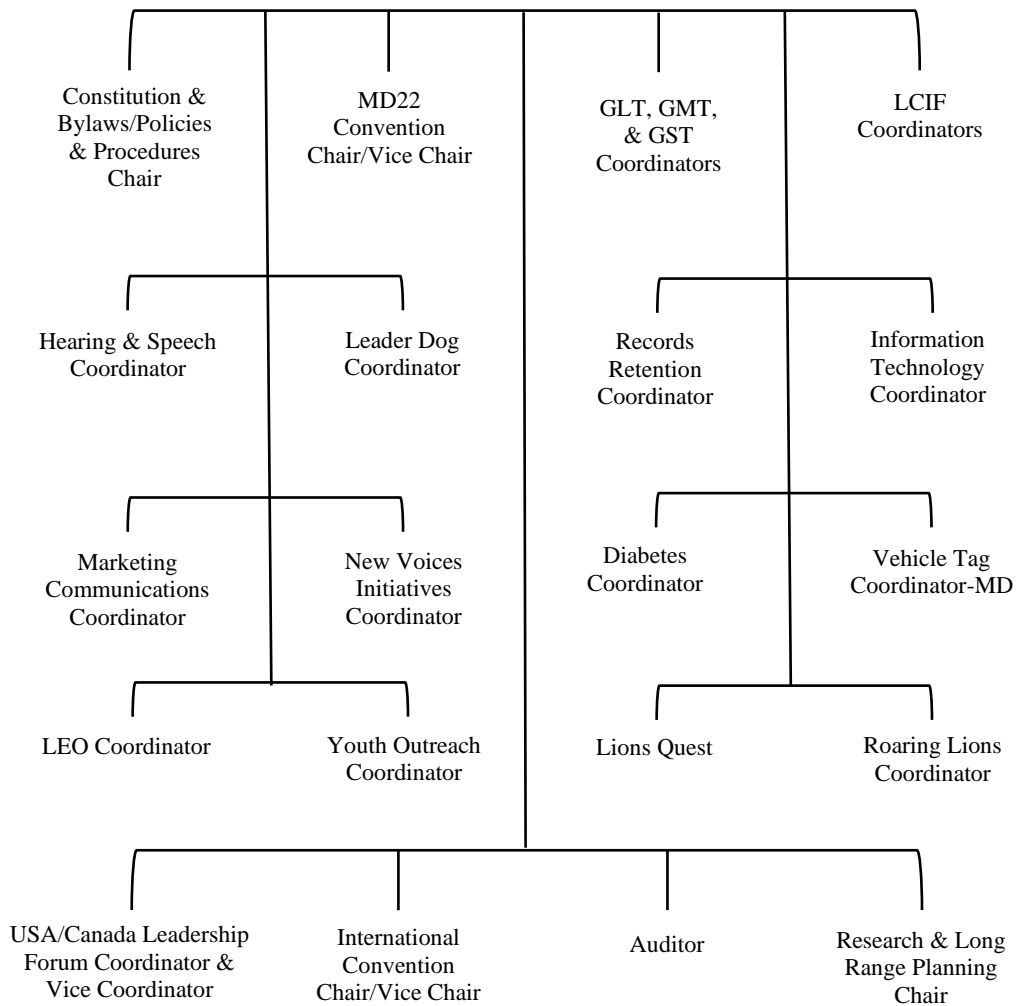 Constitution &
Bylaws/Policies
& Procedures
Chair
MD22
Convention
Chair/Vice Chair
GLT, GMT,
& GST
Coordinators
LCIF
Coordinators
Hearing & Speech
Coordinator
Leader Dog
Coordinator
Records
Retention
Coordinator
Information
Technology
Coordinator
Marketing
Communications
Coordinator
New Voices
Initiatives
Coordinator
Diabetes
Coordinator
Vehicle Tag
Coordinator-MD
LEO Coordinator
Youth Outreach
Coordinator
Lions Quest
Roaring Lions
Coordinator
USA/Canada Leadership
Forum Coordinator &
Vice Coordinator
International
Convention
Chair/Vice Chair
Auditor
Research & Long
Range Planning
Chair